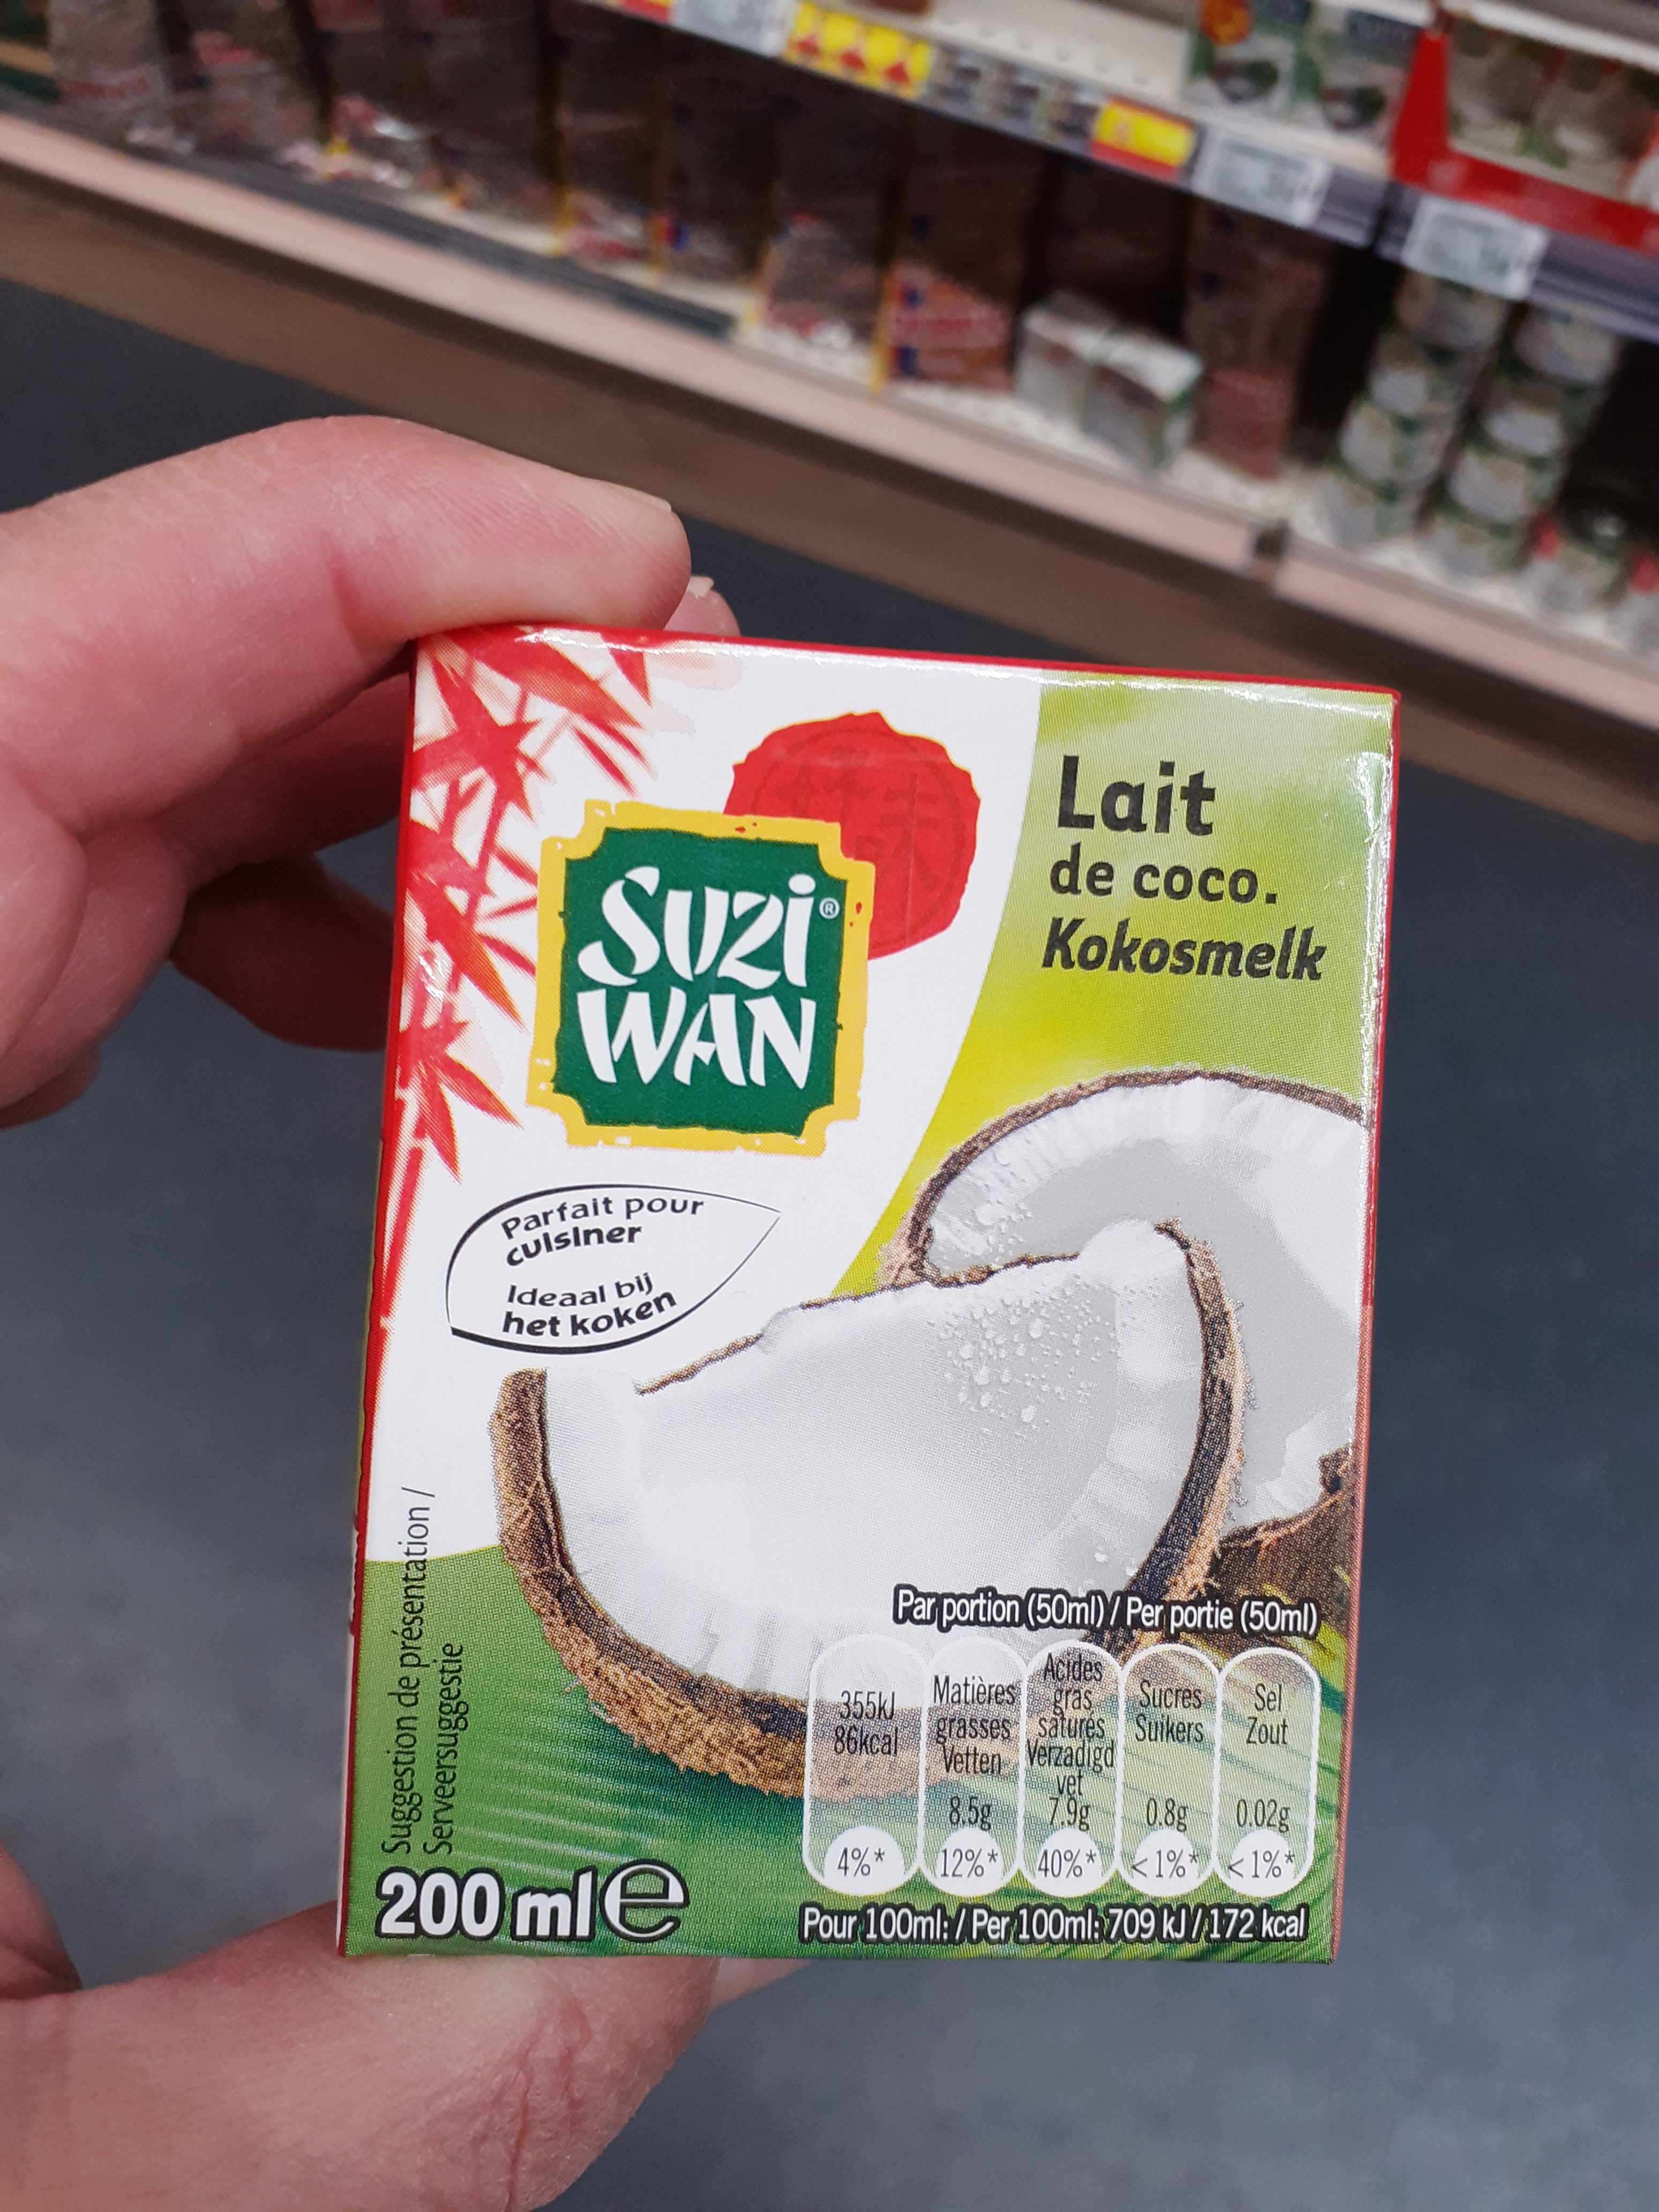 SUZI
WAN®
Lait
de coco.
Kokosmelk
Parfait pour
cuisiner
Ideaal bij
het koken
Suggestion de présentation /
Serveersuggestie
200 ml e
Par portion (50ml) / Per portie (50ml)
355kJ
86kcal
4%*
Matières
grasses
Vetten
8.5g
12%*
Acides
gras
saturés
Verzadigd
vet
7.9g
40%*
Sucres
Suikers
0.8g
<1%*
Sel
Zout
0.02g
<1%*
Pour 100ml: / Per 100ml: 709 kJ / 172 kcal